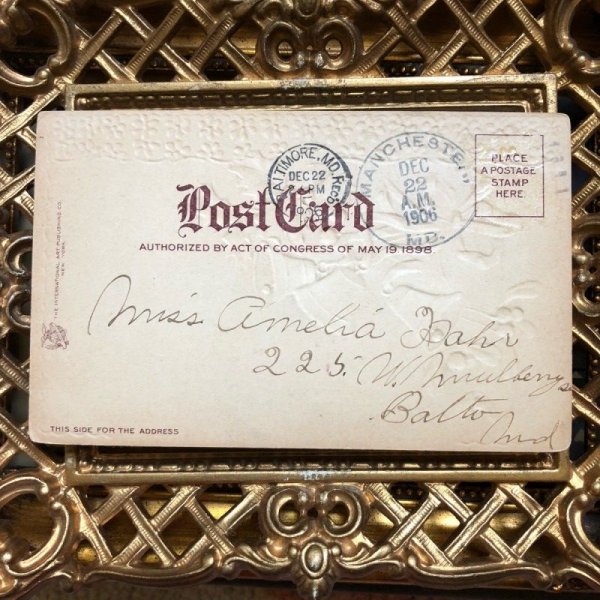 BALTIMORE, MD. REC'D
DEC 22
PM
1906
MANCHESTER,
DEC
22
A.M.
1906
MD.
PLACE
A POSTAGE
STAMP
HERE.
Post Card
AUTHORIZED BY ACT OF CONGRESS OF MAY 19, 1898.
THE INTERNATIONAL ART PUBLISHING CO.
NEW YORK
Miss Amelia Hahr
225. W. Mulberry st
Balto
Md
THIS SIDE FOR THE ADDRESS